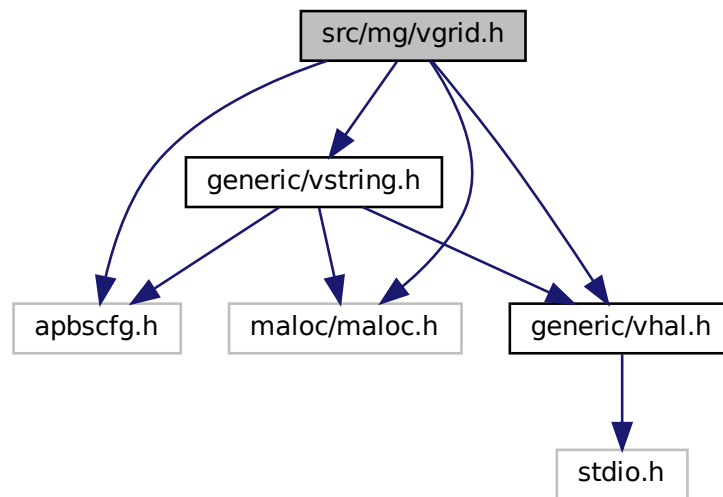 src/mg/vgrid.h
generic/vstring.h
apbscfg.h
maloc/maloc.h
generic/vhal.h
stdio.h